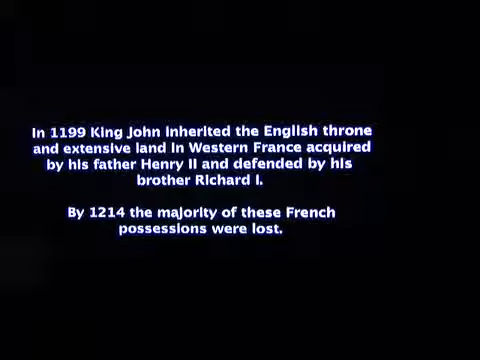 In 1199 King John inherited the English throne
and extensive land in Western France acquired
by his father Henry II and defended by his
brother Richard I.
By 1214 the majority of these French
possessions were lost.